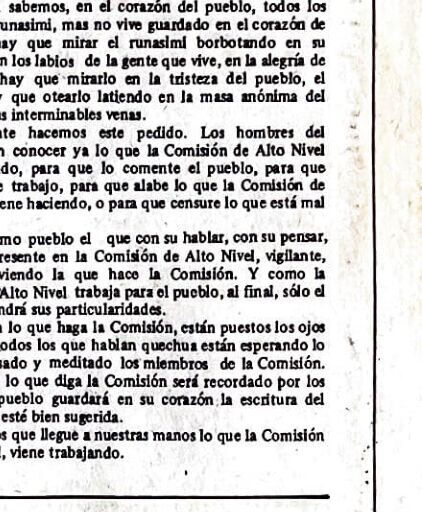 sabemos, en el corazón del pueblo, todos los
unasimi, mas no vive guardado en el corazón de
ay que mirar el runasimi borbotando en su
n los labios de la gente que vive, en la alegría de
hay que mirarlo en la tristeza del pueblo, el
y que otearlo latiendo en la masa anónima del
s interminables venas.
te hacemos este pedido. Los hombres del
n conocer ya lo que la Comisión de Alto Nivel
do, para que lo comente el pueblo, para que
e trabajo, para que alabe lo que la Comisión de
ene haciendo, o para que censure lo que está mal
mo pueblo el que con su hablar, con su pensar,
resente en la Comisión de Alto Nivel, vigilante,
viendo la que hace la Comisión. Y como la
Alto Nivel trabaja para el pueblo, al final, sólo el
ndrá sus particularidades.
n lo que haga la Comisión, están puestos los ojos
odos los que hablan quechua están esperando lo
sado y meditado los miembros de la Comisión.
lo que diga la Comisión será recordado por los
pueblo guardará en su corazón la escritura del
esté bien sugerida.
os que llegue a nuestras manos lo que la Comisión
l, viene trabajando.